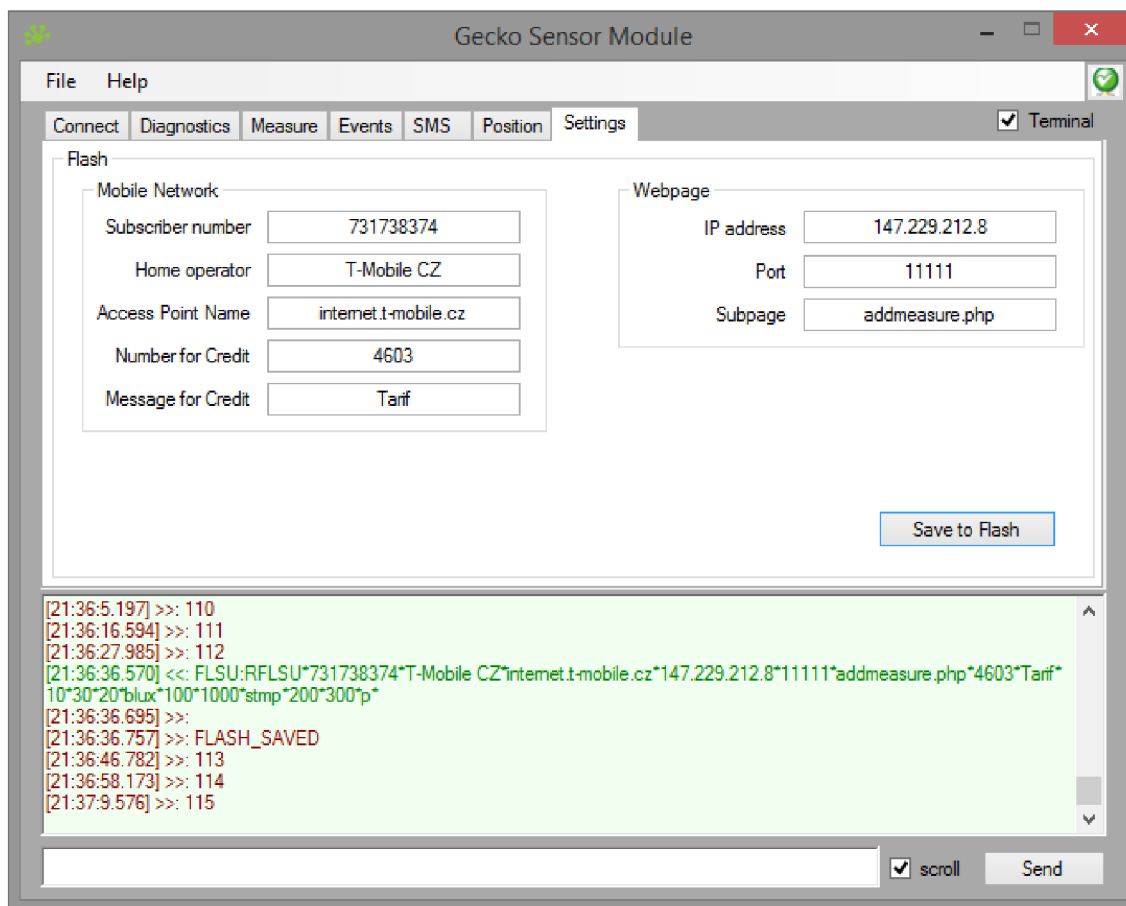 Gecko Sensor Module
File Help
Connect Diagnostics Measure Events SMS Position Settings Terminal
Flash
Mobile Network
Subscriber number 731738374
Home operator T-Mobile CZ
Access Point Name internet.t-mobile.cz
Number for Credit 4603
Message for Credit Tarif
Webpage
IP address 147.229.212.8
Port 11111
Subpage addmeasure.php
Save to Flash
[21:36:5.197] >>: 110
[21:36:16.594] >>: 111
[21:36:27.985] >>: 112
[21:36:36.570] <<: FLSU:RFLSU*731738374*T-Mobile CZ*internet.t-mobile.cz*147.229.212.8*11111*addmeasure.php*4603*Tarif*
10*30*20*blux*100*1000*stmp*200*300*p*
[21:36:36.695] >>:
[21:36:36.757] >>: FLASH_SAVED
[21:36:46.782] >>: 113
[21:36:58.173] >>: 114
[21:37:9.576] >>: 115
scroll Send